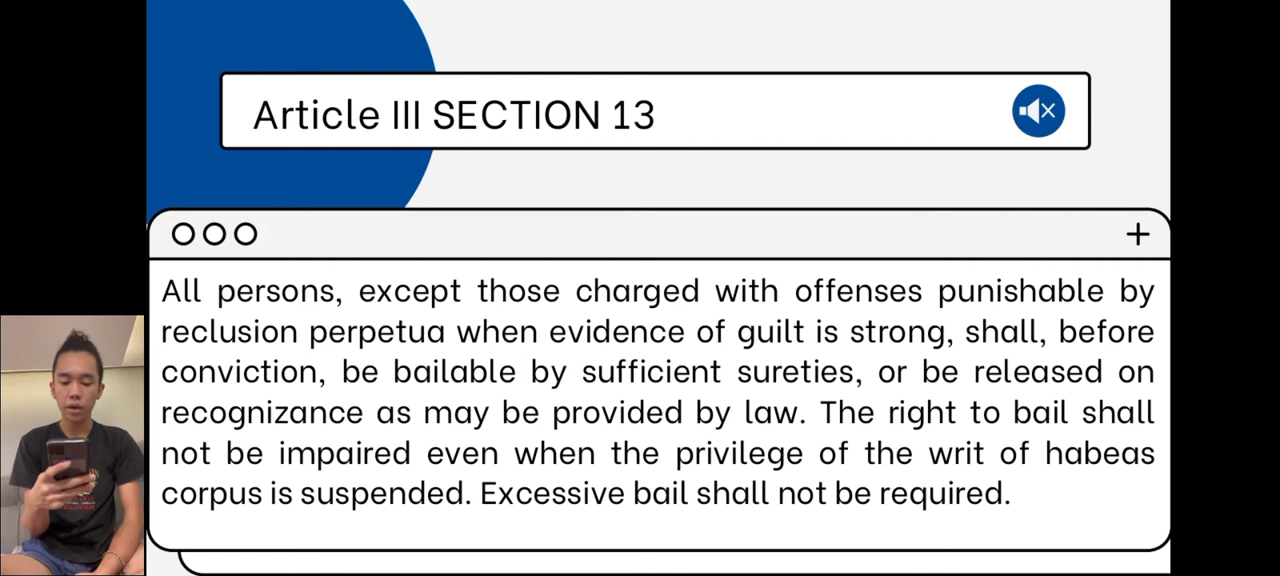 Article III SECTION 13
All persons, except those charged with offenses punishable by
reclusion perpetua when evidence of guilt is strong, shall, before
conviction, be bailable by sufficient sureties, or be released on
recognizance as may be provided by law. The right to bail shall
not be impaired even when the privilege of the writ of habeas
corpus is suspended. Excessive bail shall not be required.